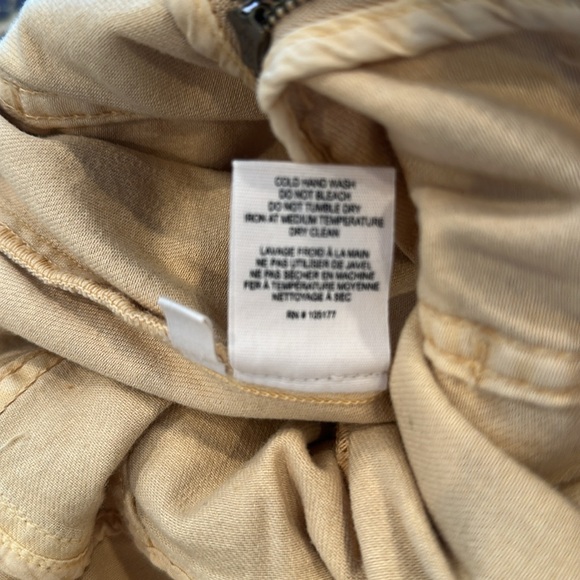 COLD HAND WASH
DO NOT BLEACH
DO NOT TUMBLE DRY
IRON AT MEDIUM TEMPERATURE
DRY CLEAN
LAVAGE FROID À LA MAIN
NE PAS UTILISER DE JAVEL
NE PAS SÉCHER EN MACHINE
FER À TEMPÉRATURE MOYENNE
NETTOYAGE À SEC
RN # 105177